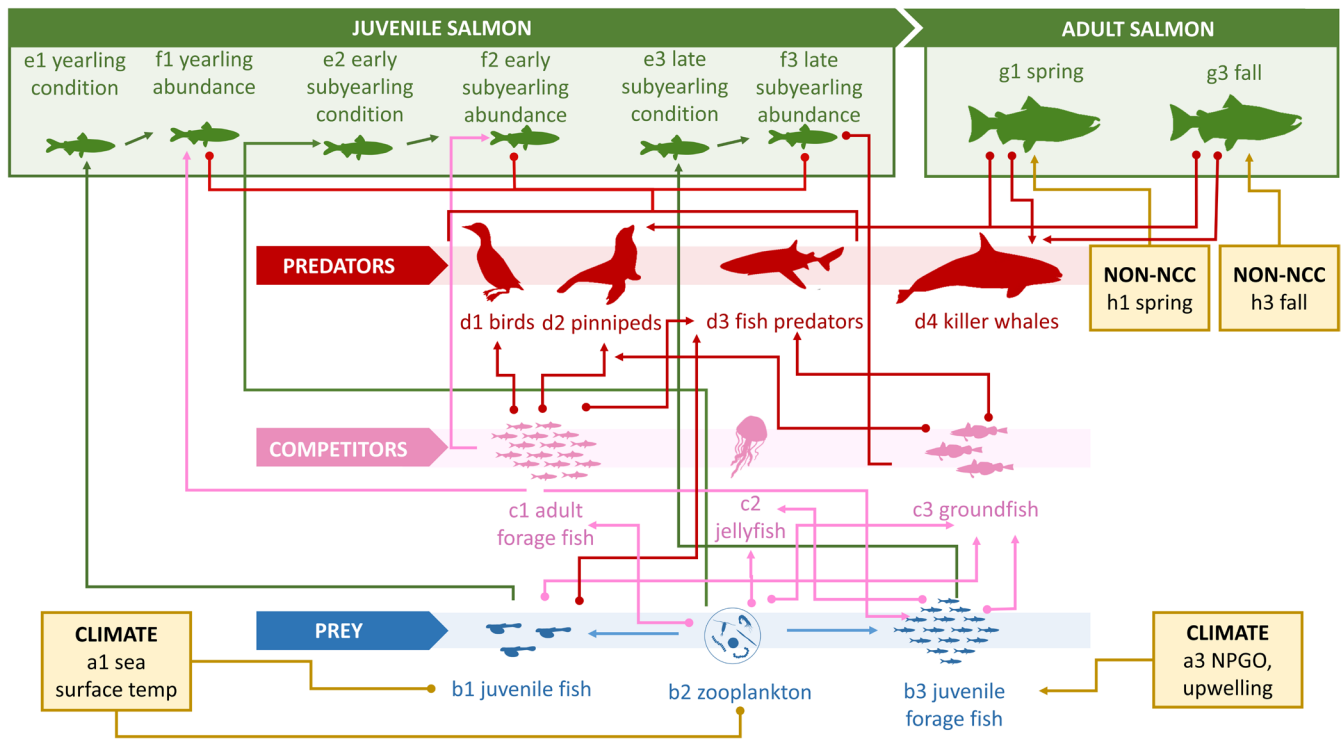 JUVENILE SALMON
ADULT SALMON
e1 yearling
condition
f1 yearling
abundance
e2 early
subyearling
condition
f2 early
subyearling
abundance
e3 late
subyearling
condition
f3 late
subyearling
abundance
g1 spring
g3 fall
PREDATORS
d1 birds
d2 pinnipeds
d3 fish predators
d4 killer whales
NON-NCC
h1 spring
NON-NCC
h3 fall
COMPETITORS
c1 adult
forage fish
c2
jellyfish
c3 groundfish
PREY
CLIMATE
a1 sea
surface temp
b1 juvenile fish
b2 zooplankton
b3 juvenile
forage fish
CLIMATE
a3 NPGO,
upwelling